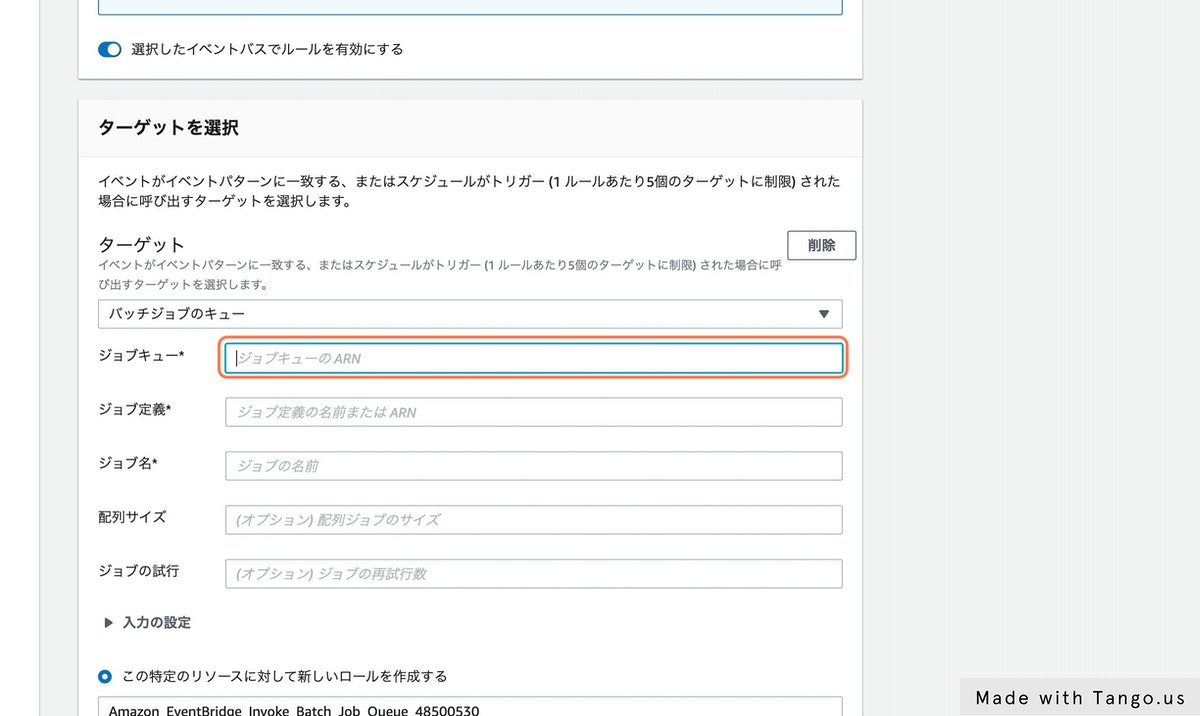 選択したイベントバスでルールを有効にする
ターゲットを選択
イベントがイベントパターンに一致する、またはスケジュールがトリガー (1 ルールあたり5個のターゲットに制限) された
場合に呼び出すターゲットを選択します。
ターゲット
削除
イベントがイベントパターンに一致する、またはスケジュールがトリガー (1 ルールあたり5個のターゲットに制限) された場合に呼
び出すターゲットを選択します。
バッチジョブのキュー
ジョブキュー*
ジョブキューの ARN
ジョブ定義*
ジョブ定義の名前または ARN
ジョブ名*
ジョブの名前
配列サイズ
(オプション) 配列ジョブのサイズ
ジョブの試行
(オプション) ジョブの再試行数
入力の設定
この特定のリソースに対して新しいロールを作成する
Amazon_EventBridge_Invoke_Batch_Job_Queue_48500530
Made with Tango.us